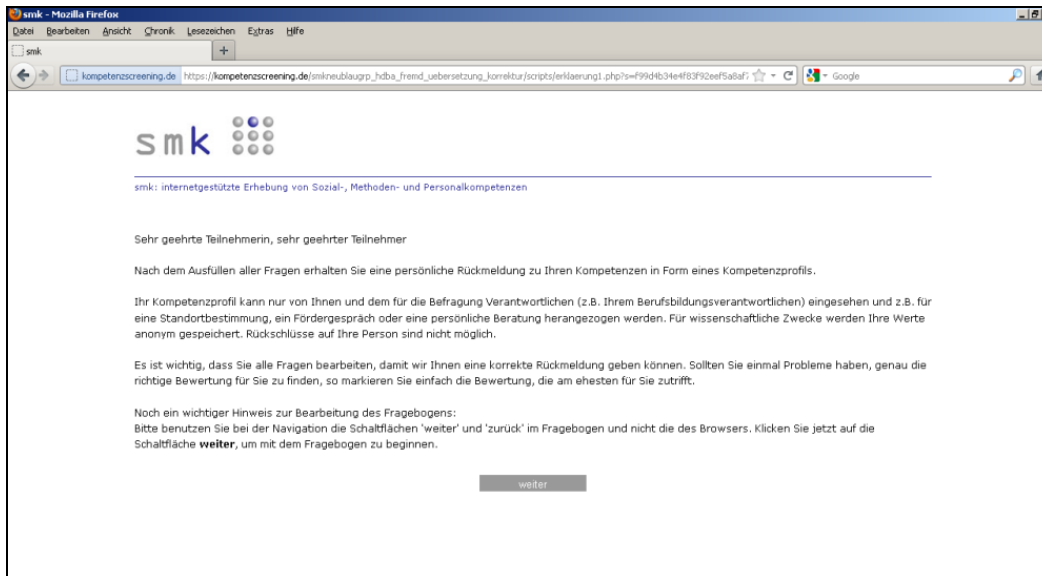 smk - Mozilla Firefox
Datei Bearbeiten Ansicht Chronik Lesezeichen Extras Hilfe
smk
kompetenzscreening.de https://kompetenzscreening.de/smkneublaugrp_hdba_fremd_uebersetzung_korrektur/scripts/erklaerung1.php?s= Google
smk
smk: internetgestützte Erhebung von Sozial-, Methoden- und Personalkompetenzen
Sehr geehrte Teilnehmerin, sehr geehrter Teilnehmer
Nach dem Ausfüllen aller Fragen erhalten Sie eine persönliche Rückmeldung zu Ihren Kompetenzen in Form eines Kompetenzprofils.
Ihr Kompetenzprofil kann nur von Ihnen und dem für die Befragung Verantwortlichen (z.B. Ihrem Berufsbildungsverantwortlichen) eingesehen und z.B. für
eine Standortbestimmung, ein Fördergespräch oder eine persönliche Beratung herangezogen werden. Für wissenschaftliche Zwecke werden Ihre Werte
anonym gespeichert. Rückschlüsse auf Ihre Person sind nicht möglich.
Es ist wichtig, dass Sie alle Fragen bearbeiten, damit wir Ihnen eine korrekte Rückmeldung geben können. Sollten Sie einmal Probleme haben, genau die
richtige Bewertung für Sie zu finden, so markieren Sie einfach die Bewertung, die am ehesten für Sie zutrifft.
Noch ein wichtiger Hinweis zur Bearbeitung des Fragebogens:
Bitte benutzen Sie bei der Navigation die Schaltflächen 'weiter' und 'zurück' im Fragebogen und nicht die des Browsers. Klicken Sie jetzt auf die
Schaltfläche weiter, um mit dem Fragebogen zu beginnen.
weiter